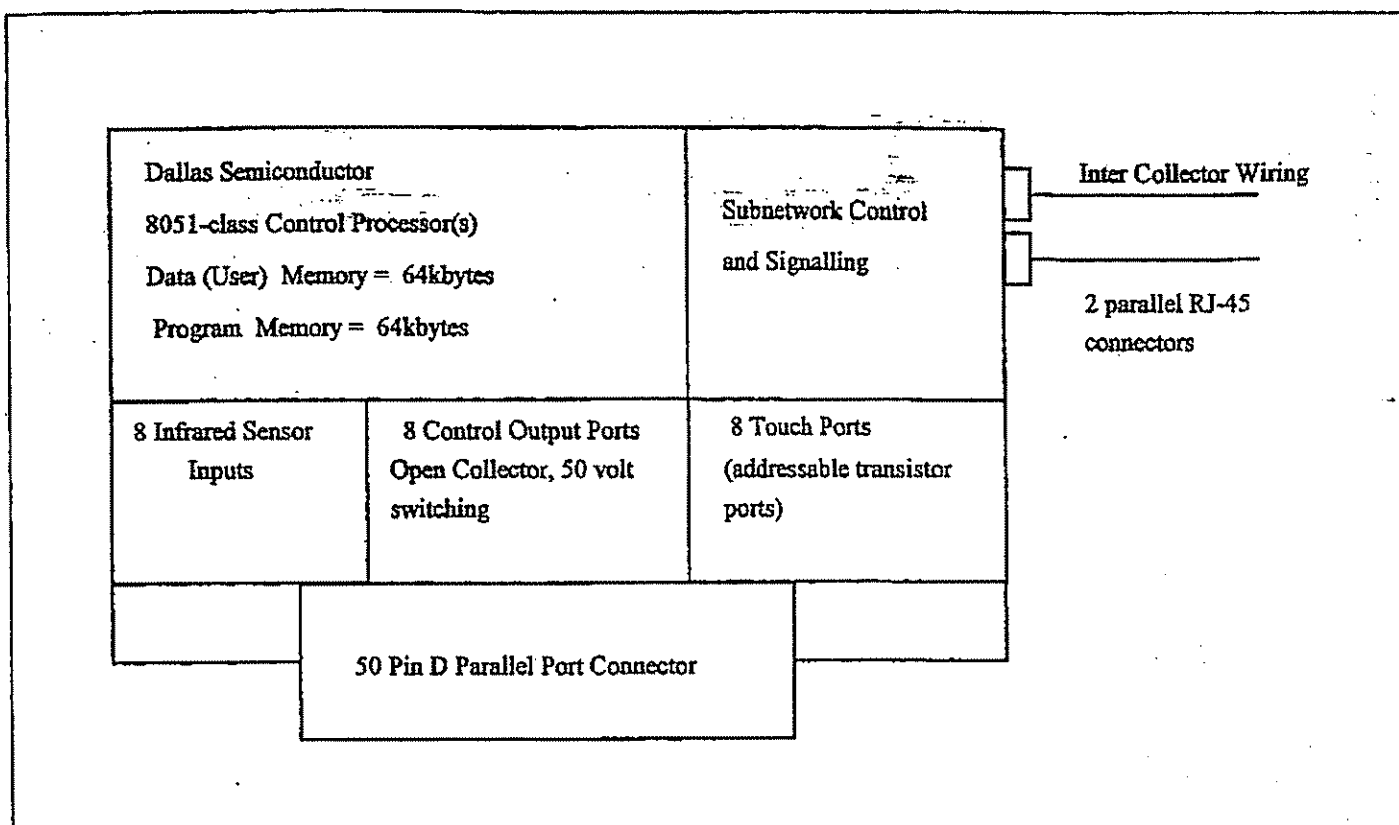 Dallas Semiconductor
8051-class Control Processor(s)
Data (User) Memory = 64kbytes
Program Memory = 64kbytes
Subnetwork Control
and Signalling
Inter Collector Wiring
2 parallel RJ-45
connectors
8 Infrared Sensor
Inputs
8 Control Output Ports
Open Collector, 50 volt
switching
8 Touch Ports
(addressable transistor
ports)
50 Pin D Parallel Port Connector